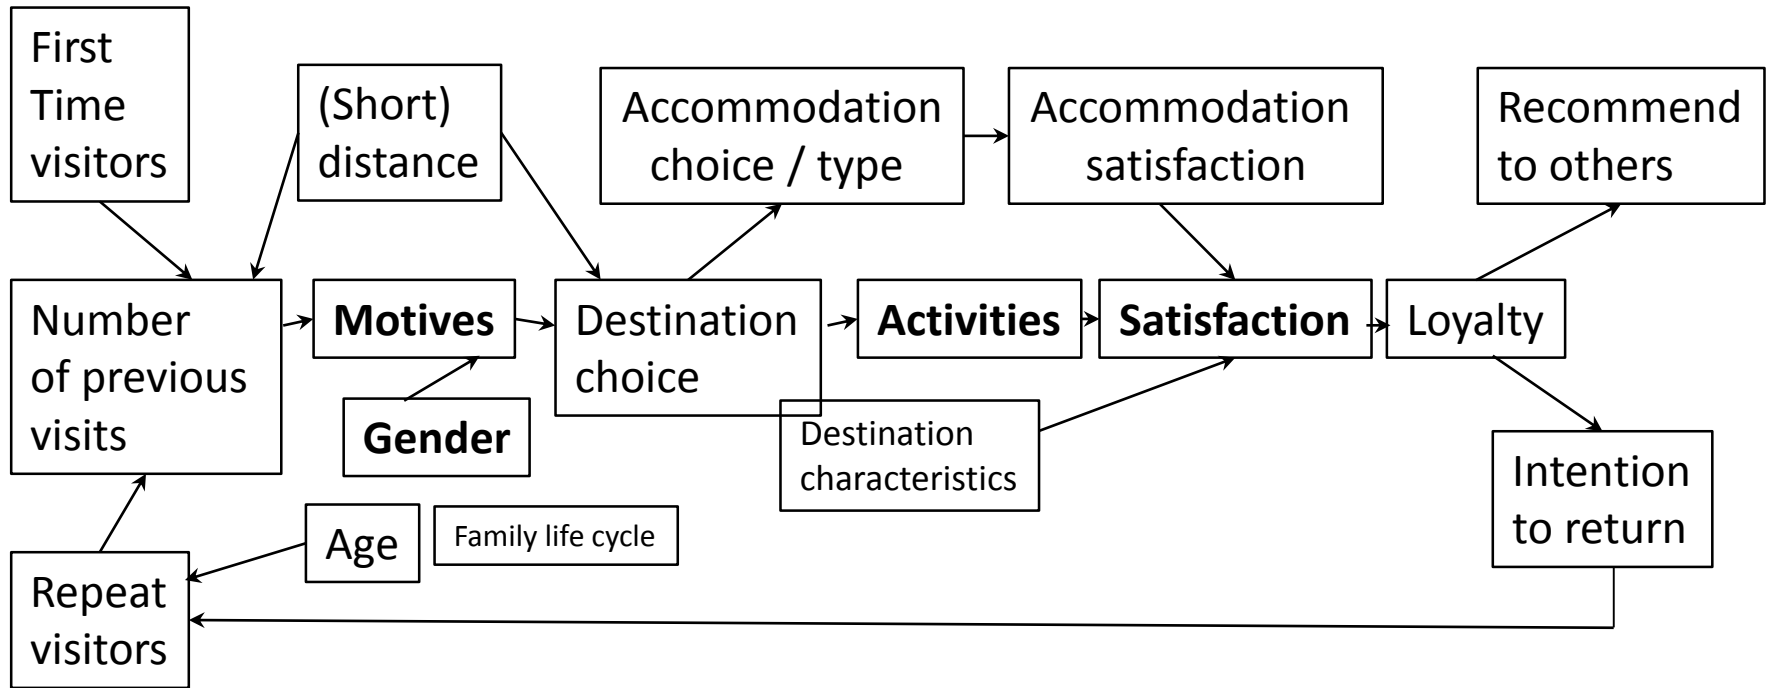 First
Time
visitors
(Short)
distance
Accommodation
choice / type
Accommodation
satisfaction
Recommend
to others
Number
of previous
visits
Motives
Destination
choice
Activities
Satisfaction
Loyalty
Gender
Destination
characteristics
Intention
to return
Age
Family life cycle
Repeat
visitors